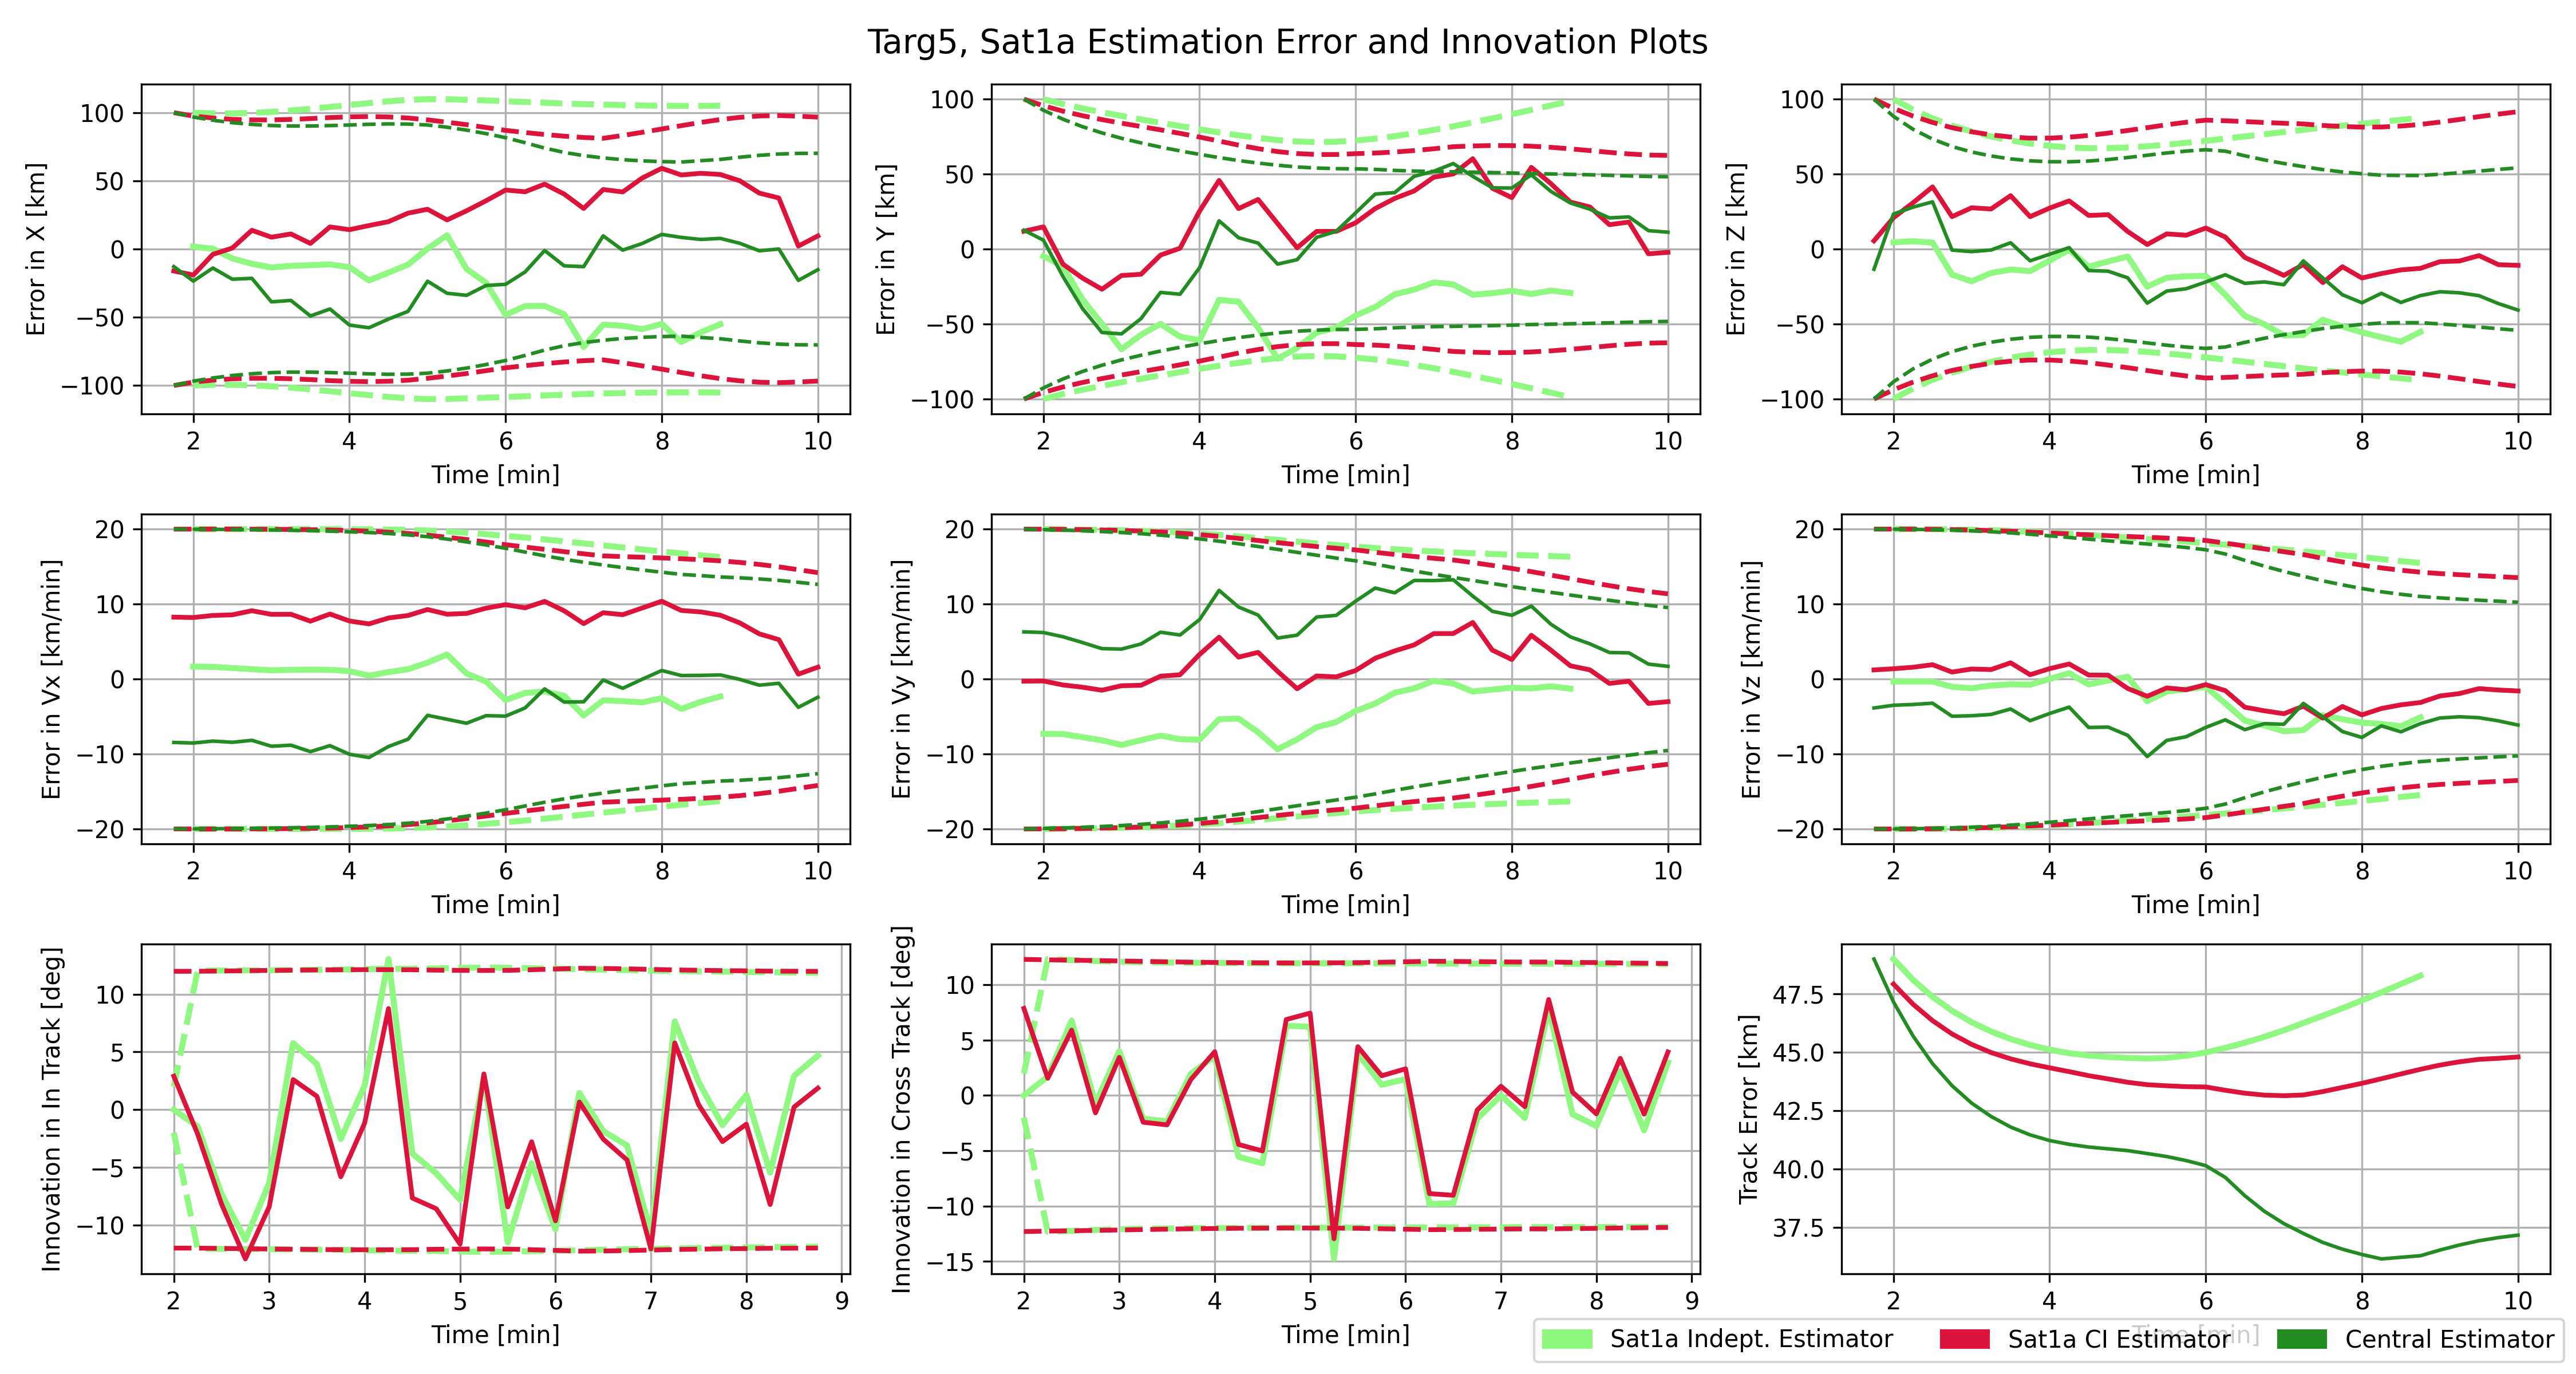 Targ5, Sat1a Estimation Error and Innovation Plots
Error in X [km]
100
50
0
−50
−100
2 4 6 8 10
Time [min]
Error in Y [km]
100
50
0
−50
−100
2 4 6 8 10
Time [min]
Error in Z [km]
100
50
0
−50
−100
2 4 6 8 10
Time [min]
Error in Vx [km/min]
20
10
0
−10
−20
2 4 6 8 10
Time [min]
Error in Vy [km/min]
20
10
0
−10
−20
2 4 6 8 10
Time [min]
Error in Vz [km/min]
20
10
0
−10
−20
2 4 6 8 10
Time [min]
Innovation in In Track [deg]
10
5
0
−5
−10
2 3 4 5 6 7 8 9
Time [min]
Innovation in Cross Track [deg]
10
5
0
−5
−10
−15
2 3 4 5 6 7 8 9
Time [min]
Track Error [km]
47.5
45.0
42.5
40.0
37.5
2 4 6 8 10
Time [min]
Sat1a Indept. Estimator Sat1a CI Estimator Central Estimator